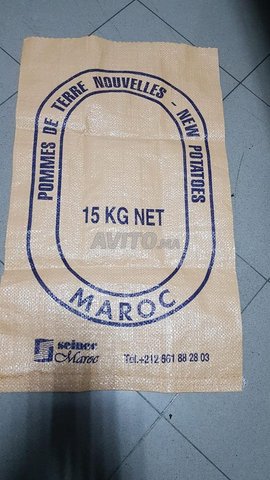 POMMES DE TERRE NOUVELLES - NEW POTATOES
15 KG NET
AVITO.ma
MAROC
seiner
Maroc
Tel.+212 661 88 28 03